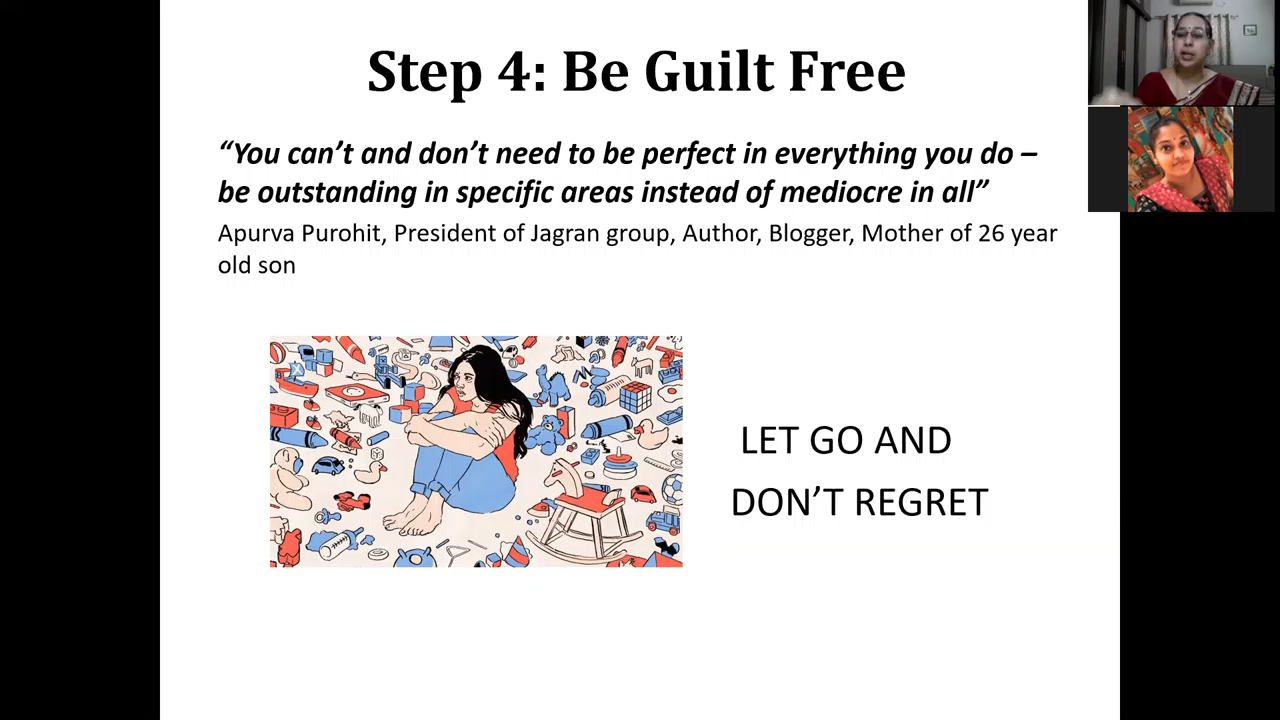 Step 4: Be Guilt Free
“You can’t and don’t need to be perfect in everything you do –
be outstanding in specific areas instead of mediocre in all”
Apurva Purohit, President of Jagran group, Author, Blogger, Mother of 26 year
old son
LET GO AND
DON’T REGRET